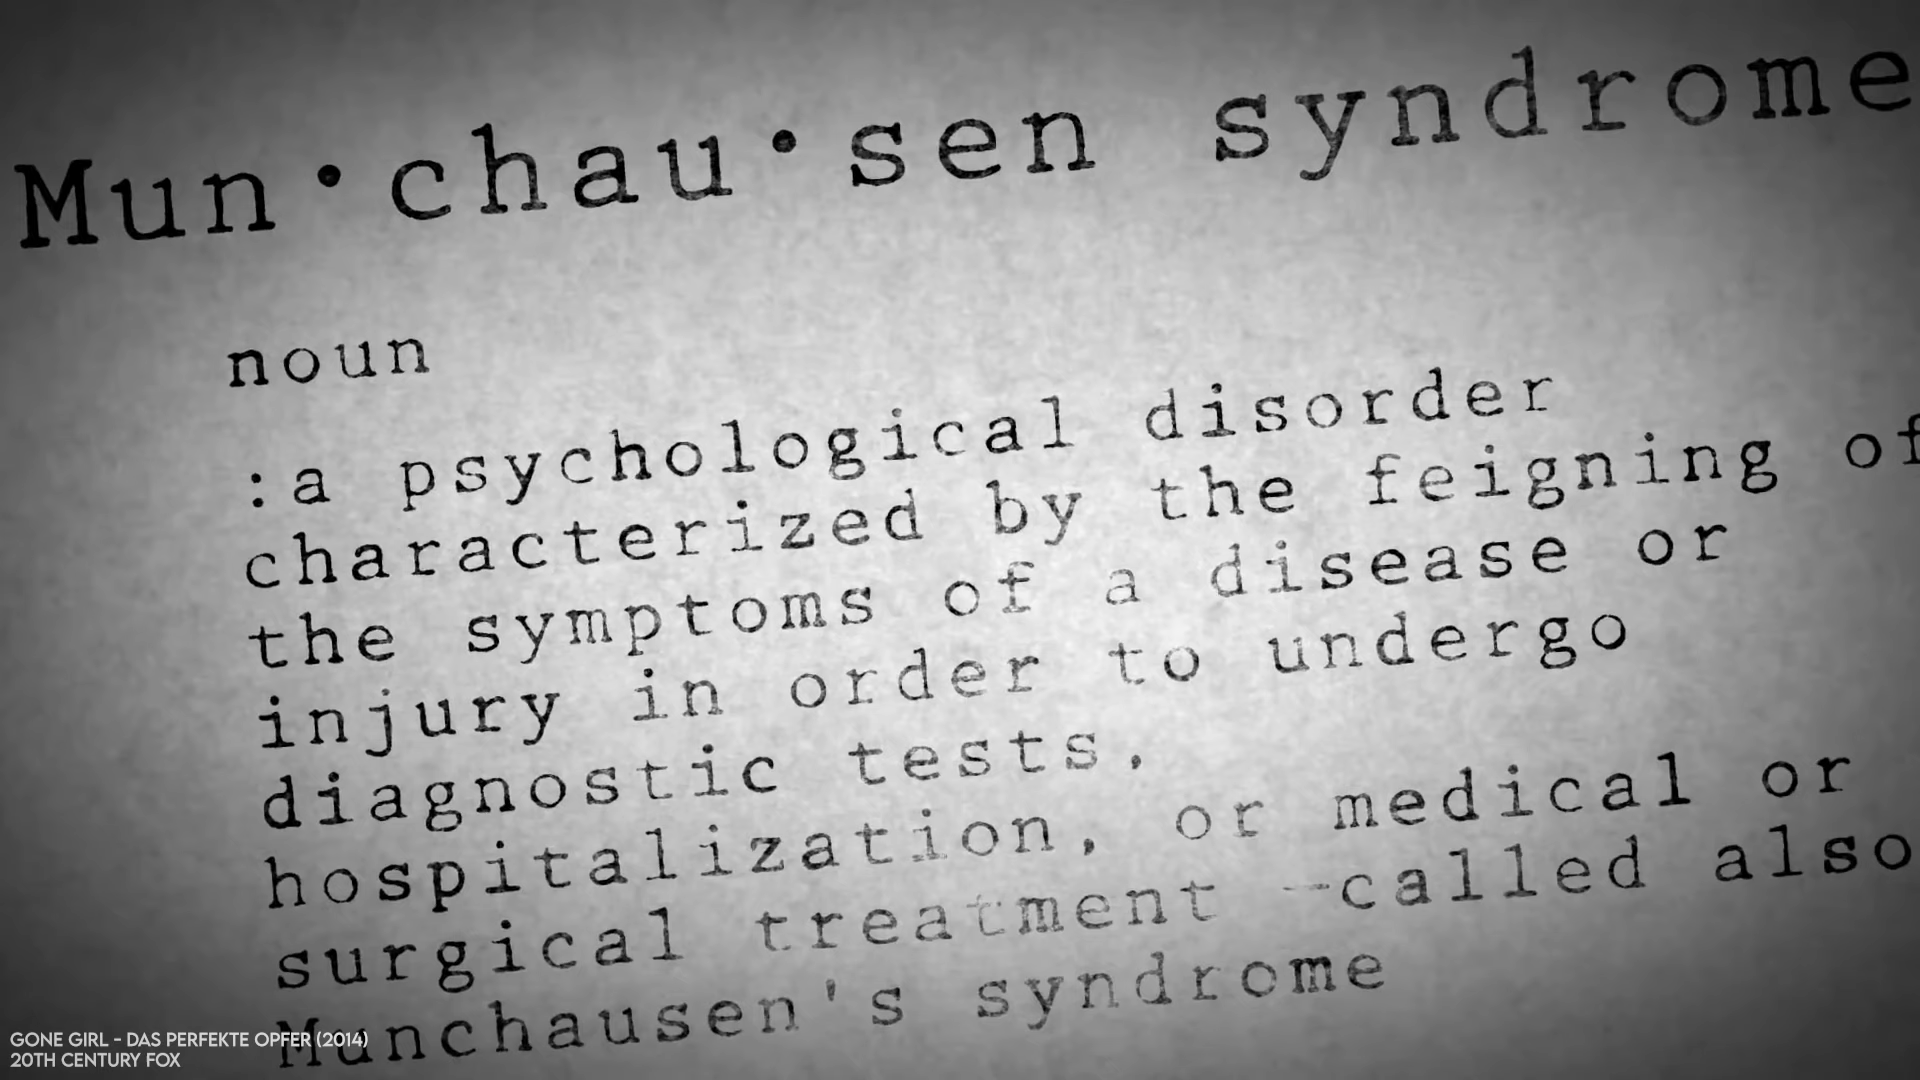 Mun•chau•sen syndrome
noun
:a psychological disorder
characterized by the feigning of
the symptoms of a disease or
injury in order to undergo
diagnostic tests,
hospitalization, or medical or
surgical treatment —called also
Munchausen's syndrome
GONE GIRL - DAS PERFEKTE OPFER (2014)
20TH CENTURY FOX